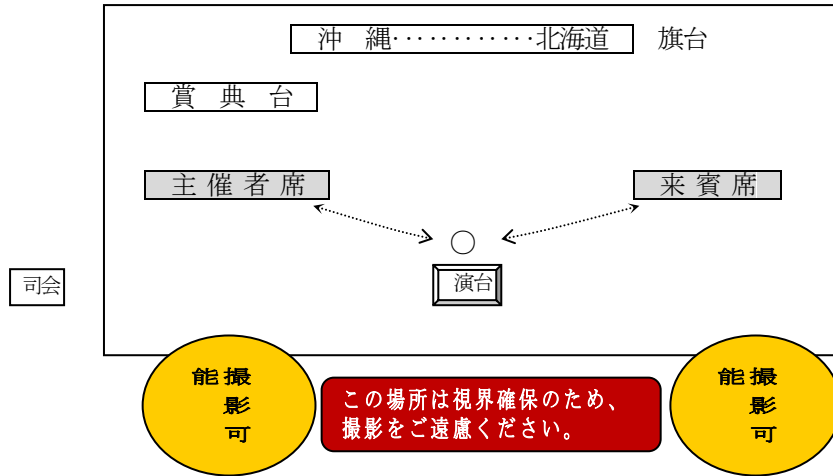 沖　縄････････････北海道　旗台
賞　典　台
主 催 者 席
来 賓 席
○
司会
演台
撮影可能
この場所は視界確保のため、
撮影をご遠慮ください。
撮影可能